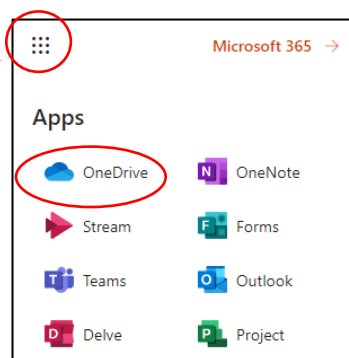 Microsoft 365 →
Apps
OneDrive
N OneNote
Stream
F Forms
T Teams
O Outlook
D Delve
P Project